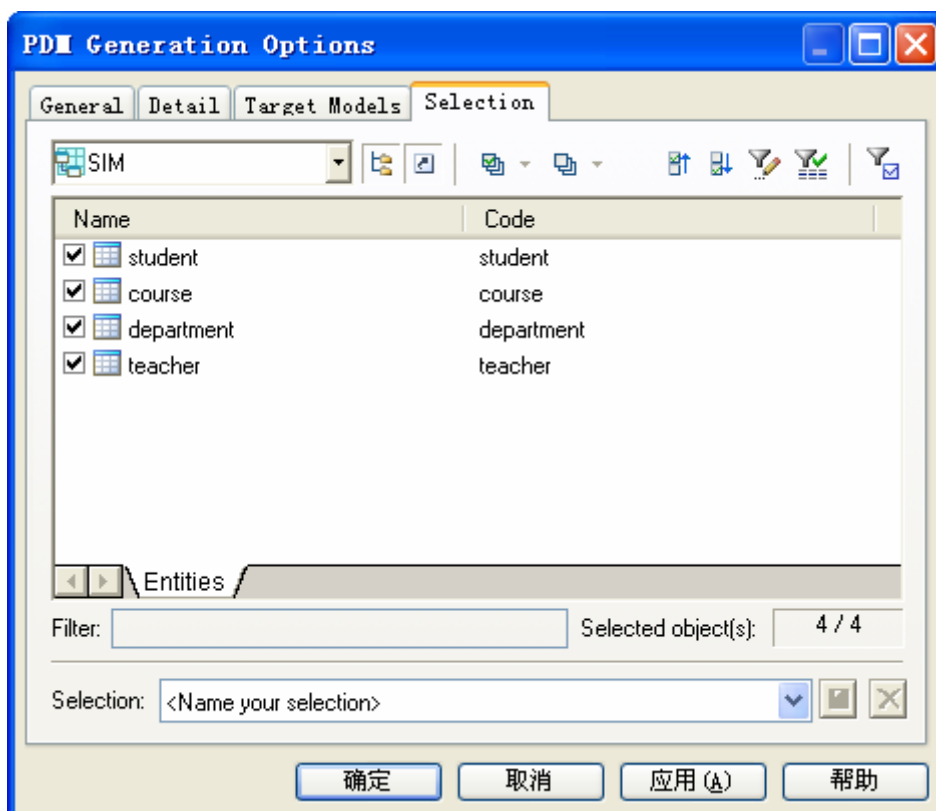 PDM Generation Options
General Detail Target Models Selection
SIM
Name Code
student student
course course
department department
teacher teacher
Entities
Filter: Selected object(s): 4 / 4
Selection: <Name your selection>
确定 取消 应用(A) 帮助